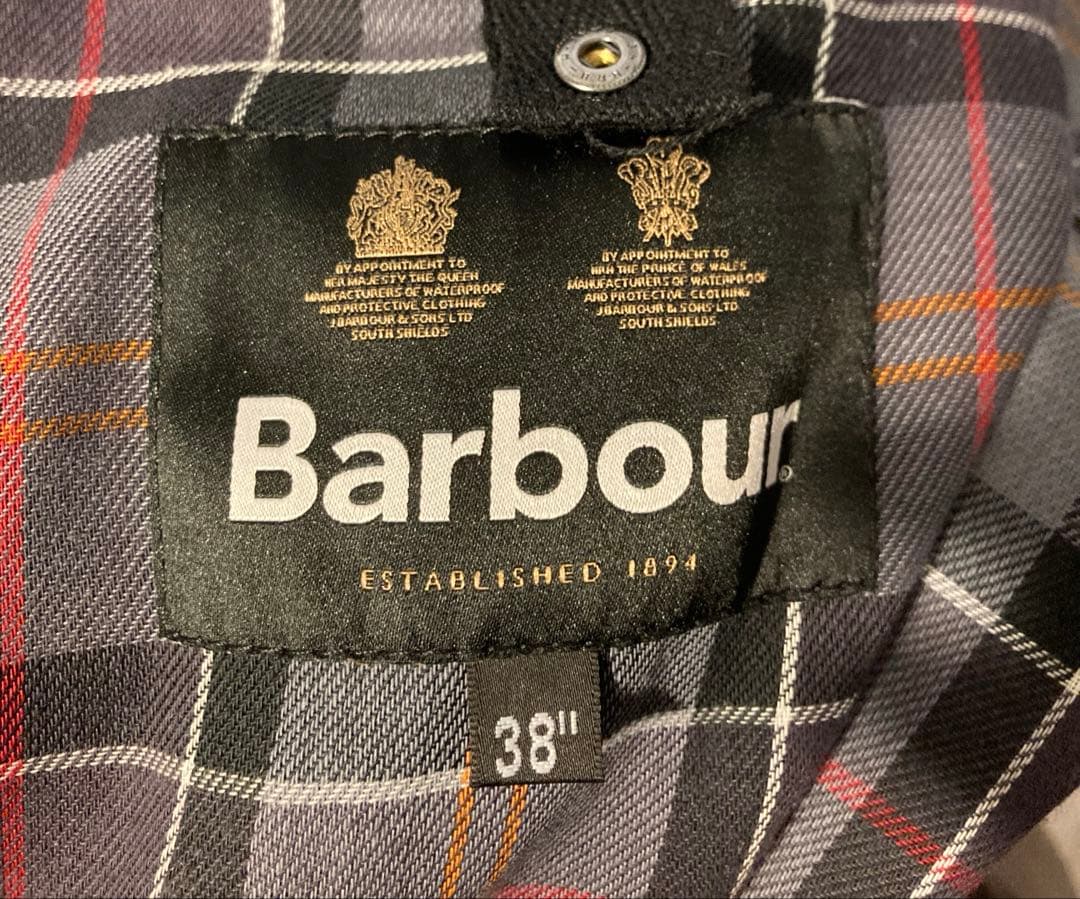 BY APPOINTMENT TO
HER MAJESTY THE QUEEN
MANUFACTURERS OF WATERPROOF
AND PROTECTIVE CLOTHING
J BARBOUR & SONS LTD
SOUTH SHIELDS
BY APPOINTMENT TO
HRH THE PRINCE OF WALES
MANUFACTURERS OF WATERPROOF
AND PROTECTIVE CLOTHING
J BARBOUR & SONS LTD
SOUTH SHIELDS
Barbour
ESTABLISHED 1894
38"